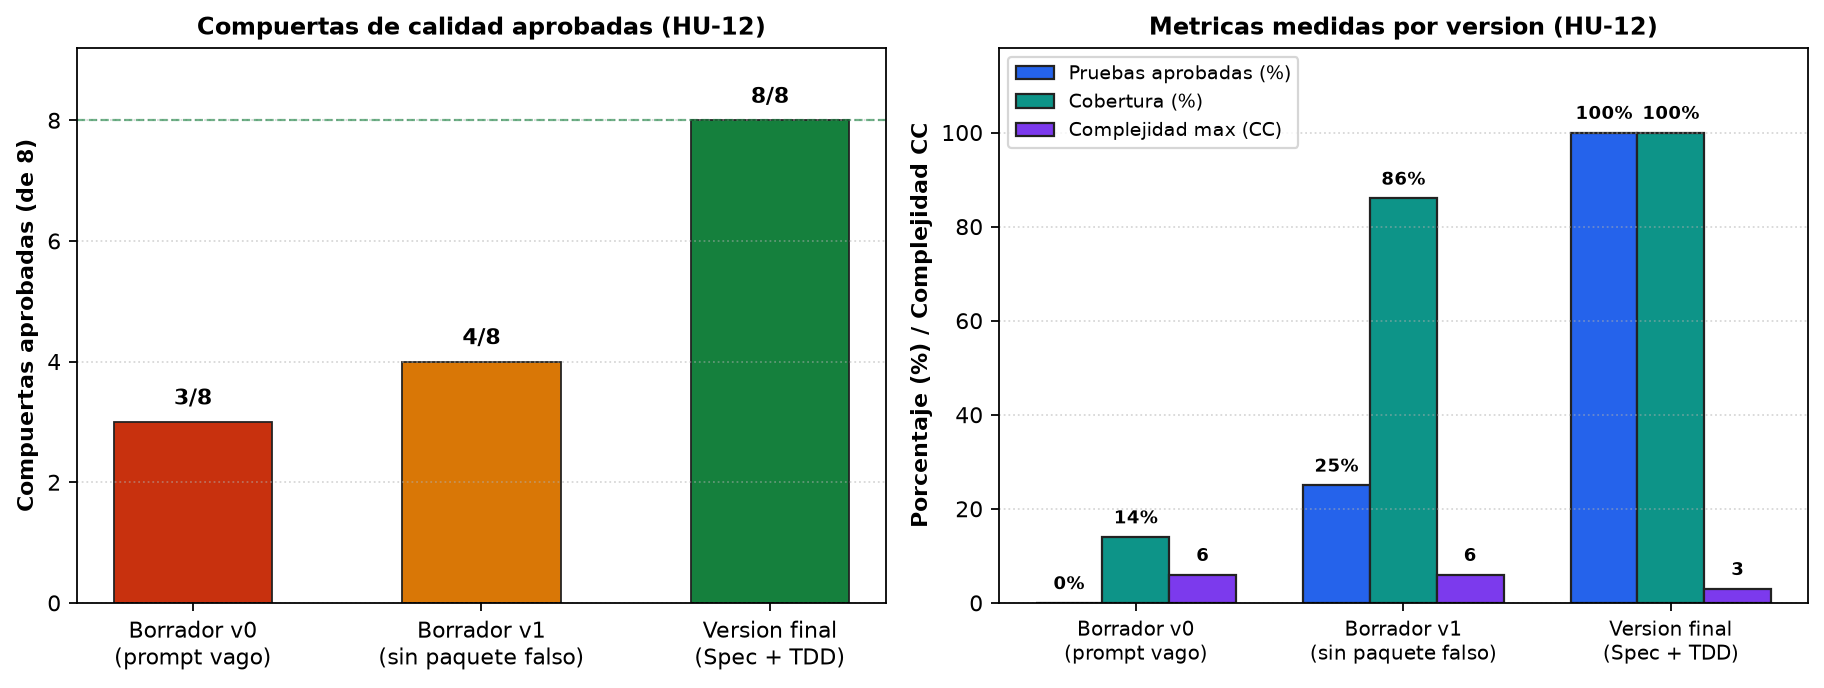 Compuertas de calidad aprobadas (HU-12)
Compuertas aprobadas (de 8)
8
6
4
2
0
3/8
4/8
8/8
Borrador v0
(prompt vago)
Borrador v1
(sin paquete falso)
Version final
(Spec + TDD)
Metricas medidas por version (HU-12)
Porcentaje (%) / Complejidad CC
Pruebas aprobadas (%)
Cobertura (%)
Complejidad max (CC)
100
80
60
40
20
0
0%
14%
6
25%
86%
6
100%
100%
3
Borrador v0
(prompt vago)
Borrador v1
(sin paquete falso)
Version final
(Spec + TDD)